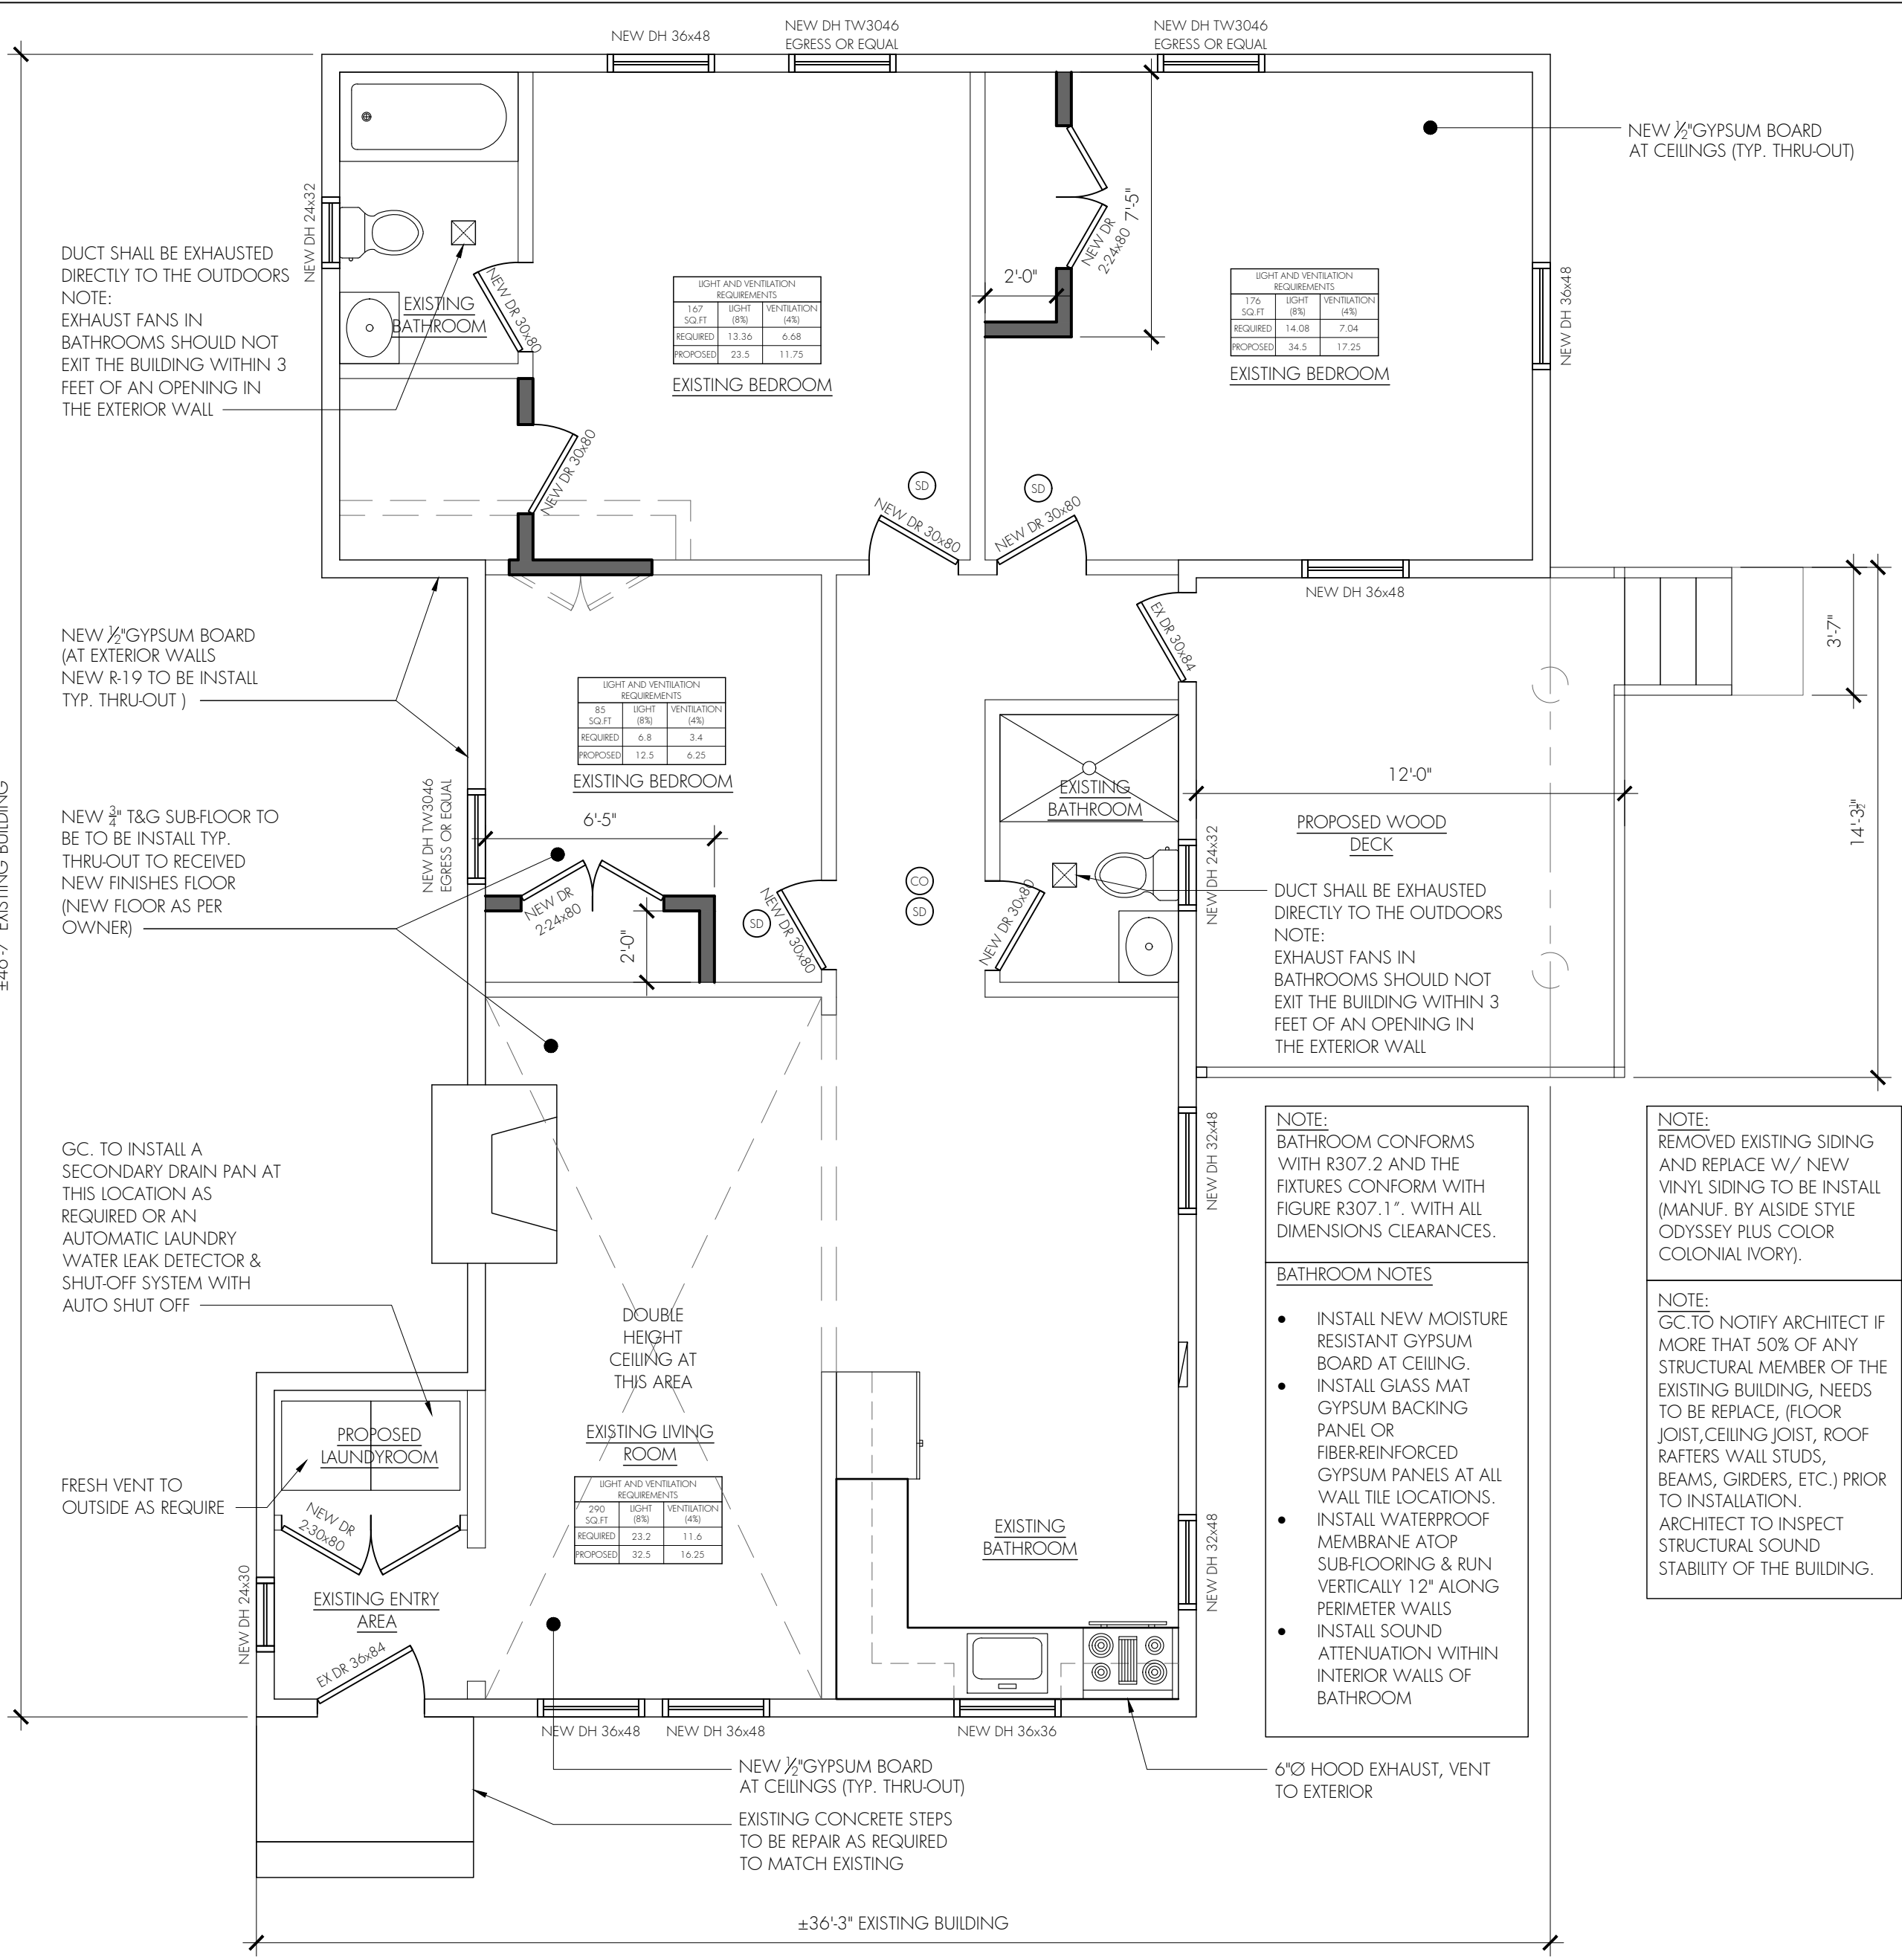 NEW DH 36x48
NEW DH TW3046
EGRESS OR EQUAL
NEW DH TW3046
EGRESS OR EQUAL
NEW ½"GYPSUM BOARD
AT CEILINGS (TYP. THRU-OUT)
NEW DH 24x32
DUCT SHALL BE EXHAUSTED
DIRECTLY TO THE OUTDOORS
NOTE:
EXHAUST FANS IN
BATHROOMS SHOULD NOT
EXIT THE BUILDING WITHIN 3
FEET OF AN OPENING IN
THE EXTERIOR WALL
EXISTING
BATHROOM
NEW DR 30x80
NEW DR 30x80
LIGHT AND VENTILATION
REQUIREMENTS
167 SQ.FT LIGHT (8%) VENTILATION (4%)
REQUIRED 13.36 6.68
PROPOSED 23.5 11.75
EXISTING BEDROOM
2'-0"
NEW DR
2-24x80
7'-5"
LIGHT AND VENTILATION
REQUIREMENTS
176 SQ.FT LIGHT (8%) VENTILATION (4%)
REQUIRED 14.08 7.04
PROPOSED 34.5 17.25
EXISTING BEDROOM
NEW DH 36x48
SD
SD
NEW DR 30x80
NEW DR 30x80
NEW DH 36x48
EX DR 30x84
3'-7"
14'-3½"
NEW ½"GYPSUM BOARD
(AT EXTERIOR WALLS
NEW R-19 TO BE INSTALL
TYP. THRU-OUT )
LIGHT AND VENTILATION
REQUIREMENTS
85 SQ.FT LIGHT (8%) VENTILATION (4%)
REQUIRED 6.8 3.4
PROPOSED 12.5 6.25
EXISTING BEDROOM
6'-5"
NEW DH TW3046
EGRESS OR EQUAL
NEW ¾" T&G SUB-FLOOR TO
BE TO BE INSTALL TYP.
THRU-OUT TO RECEIVED
NEW FINISHES FLOOR
(NEW FLOOR AS PER
OWNER)
EXISTING BUILDING
NEW DR
2-24x80
2'-0"
SD
NEW DR 30x80
CO
SD
NEW DR 30x80
EXISTING
BATHROOM
NEW DH 24x32
12'-0"
PROPOSED WOOD
DECK
DUCT SHALL BE EXHAUSTED
DIRECTLY TO THE OUTDOORS
NOTE:
EXHAUST FANS IN
BATHROOMS SHOULD NOT
EXIT THE BUILDING WITHIN 3
FEET OF AN OPENING IN
THE EXTERIOR WALL
GC. TO INSTALL A
SECONDARY DRAIN PAN AT
THIS LOCATION AS
REQUIRED OR AN
AUTOMATIC LAUNDRY
WATER LEAK DETECTOR &
SHUT-OFF SYSTEM WITH
AUTO SHUT OFF
DOUBLE
HEIGHT
CEILING AT
THIS AREA
EXISTING LIVING
ROOM
LIGHT AND VENTILATION
REQUIREMENTS
290 SQ.FT LIGHT (8%) VENTILATION (4%)
REQUIRED 23.2 11.6
PROPOSED 32.5 16.25
PROPOSED
LAUNDYROOM
FRESH VENT TO
OUTSIDE AS REQUIRE
NEW DR
2-30x80
NEW DH 24x30
EXISTING ENTRY
AREA
EX DR 36x84
NEW DH 32x48
EXISTING
BATHROOM
NEW DH 32x48
NOTE:
BATHROOM CONFORMS
WITH R307.2 AND THE
FIXTURES CONFORM WITH
FIGURE R307.1". WITH ALL
DIMENSIONS CLEARANCES.
BATHROOM NOTES
• INSTALL NEW MOISTURE
RESISTANT GYPSUM
BOARD AT CEILING.
• INSTALL GLASS MAT
GYPSUM BACKING
PANEL OR
FIBER-REINFORCED
GYPSUM PANELS AT ALL
WALL TILE LOCATIONS.
• INSTALL WATERPROOF
MEMBRANE ATOP
SUB-FLOORING & RUN
VERTICALLY 12" ALONG
PERIMETER WALLS
• INSTALL SOUND
ATTENUATION WITHIN
INTERIOR WALLS OF
BATHROOM
NOTE:
REMOVED EXISTING SIDING
AND REPLACE W/ NEW
VINYL SIDING TO BE INSTALL
(MANUF. BY ALSIDE STYLE
ODYSSEY PLUS COLOR
COLONIAL IVORY).
NOTE:
GC.TO NOTIFY ARCHITECT IF
MORE THAT 50% OF ANY
STRUCTURAL MEMBER OF THE
EXISTING BUILDING, NEEDS
TO BE REPLACE, (FLOOR
JOIST,CEILING JOIST, ROOF
RAFTERS WALL STUDS,
BEAMS, GIRDERS, ETC.) PRIOR
TO INSTALLATION.
ARCHITECT TO INSPECT
STRUCTURAL SOUND
STABILITY OF THE BUILDING.
NEW DH 36x48
NEW DH 36x48
NEW DH 36x36
NEW ½"GYPSUM BOARD
AT CEILINGS (TYP. THRU-OUT)
EXISTING CONCRETE STEPS
TO BE REPAIR AS REQUIRED
TO MATCH EXISTING
6"Ø HOOD EXHAUST, VENT
TO EXTERIOR
±36'-3" EXISTING BUILDING